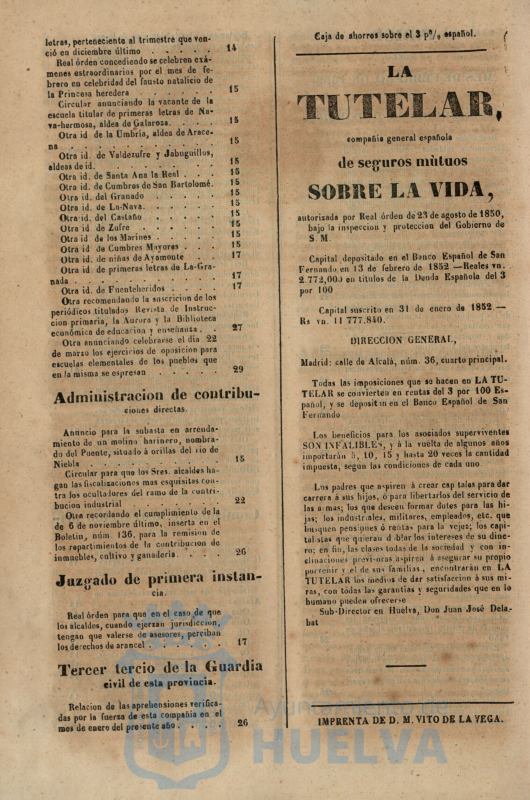 letras, perteneciente al trimestre que ven-
ció en diciembre último . . . . . 14
Real órden concediendo se celebren exá-
menes estraordinarios por el mes de fe-
brero en celebridad del fausto natalicio de
la Princesa heredera . . . . . 15
Circular anunciando la vacante de la
escuela titular de primeras letras de Na-
va-hermosa, aldea de Galaroza. . . . 15
Otra id de la Umbria, aldea de Arace-
na . . . . . . . . 15
Otra id. de Valdezufre y Jabuguillos,
aldeas de id. . . . . . . 15
Otra id. de Santa Ana la Real . . . 15
Otra id. de Cumbras de San Bartolomé. 15
Otra id. del Granado . . . . 15
Otra id. de La-Nava. . . . . 15
Otra id. del Castaño . . . . 15
Otra id. de Zufre . . . . . 15
Otra id de los Marines . . . . 15
Otra id. de Cumbres Mayores . . . 15
Otra id. de niñas de Ayamonte 17
Otra id. de primeras letras de La-Gra-
nada . . . . . . . . 17
Otra id. de Fuenteheridos . . . . 17
Otra recomendando la suscricion de los
periódicos titulados Revista de Instruc-
cion primaria, la Aurora y la Biblioteca
económica de educacion y enseñanza . . 27
Otra anunciando celebrarse el dia 22
de marzo los ejercicios de oposicion para
escuelas elementales de los pueblos que
en la misma se espresan . . . . . 29
Administracion de contribu-
ciones directas.
Anuncio para la subasta en arrenda-
miento de un molino harinero, nombra-
do del Puente, situado á orillas del rio de
Niebla . . . . . . . . 15
Circular para que los Sres. alcaldes ha-
gan las fiscalizaciones mas esquisitas con-
tra los ocultadores del ramo de la contri-
bucion industrial . . . . . 22
Otra recordando el cumplimiento de la
de 6 de noviembre último, inserta en el
Boletin, núm. 136, para la remision de
los repartimientos de la contribucion de
inmuebles, cultivo y ganaderia. . . . 26
Juzgado de primera instan-
cia.
Real órden para que en el caso de que
los alcaldes, cuando ejerzan jurisdiccion,
tengan que valerse de asesores, perciban
los derechos de arancel . . . . . 17
Tercer tercio de la Guardia
civil de esta provincia.
Relacion de las aprehensiones verifica-
das por la fuerza de esta compañia en el
mes de enero del presente año . . . . 26
Caja de ahorros sobre el 3 p% español.
LA
TUTELAR,
compañia general española
de seguros mùtuos
SOBRE LA VIDA,
autorizada por Real órden de 23 de agosto de 1850,
bajo la inspeccion y proteccion del Gobierno de
S. M.
Capital depositado en el Banco Español de San
Fernando en 13 de febrero de 1852 —Reales vn.
2.772,000 en titulos de la Deuda Española del 3
por 100
Capital suscrito en 31 de enero de 1852 —
Rs vn. 11 777.840.
DIRECCION GENERAL,
Madrid: calle de Alcalá, núm. 36, cuarto principal.
Todas las imposiciones que se hacen en LA TU-
TELAR se convierten en rentas del 3 por 100 Es-
pañol, y se depositan en el Banco Español de San
Fernando
Los beneficios para los asociados supervivientes
SON INFALIBLES, y á la vuelta de algunos años
importarán 5, 10, 15 y hasta 20 veces la cantidad
impuesta, segun las condiciones de cada uno
Los padres que aspiren á crear capitales para dar
carrera á sus hijos, ó para libertarlos del servicio de
las armas; los que deseen formar dotes para las hi-
jas; los industriales, militares, empleados, etc. que
busquen pensiones ó rentas para la vejez; los capi-
talistas que quieran doblar los intereses de su dine-
ro; en fin, las clases todas de la sociedad y con in-
clinaciones previsoras aspiren á asegurar su propio
porvenir y el de sus familias, encontrarán en LA
TUTELAR los medios de dar satisfaccion á sus mi-
ras, con todas las garantias y seguridades que en lo
humano pueden ofrecerse
Sub-Director en Huelva, Don Juan José Dela-
bat
IMPRENTA DE D. M. VITO DE LA VEGA.
Ayuntamiento de
HUELVA